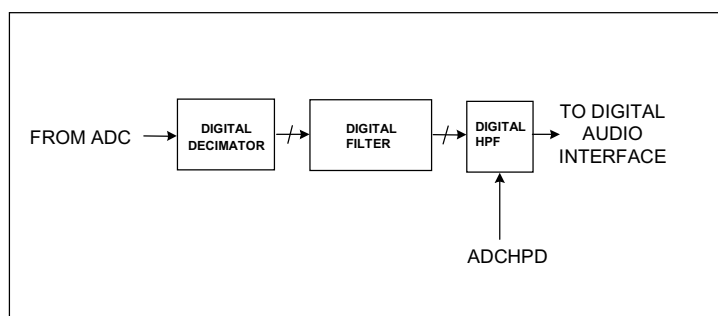 FROM ADC
DIGITAL
DECIMATOR
DIGITAL
FILTER
DIGITAL
HPF
TO DIGITAL
AUDIO
INTERFACE
ADCHPD